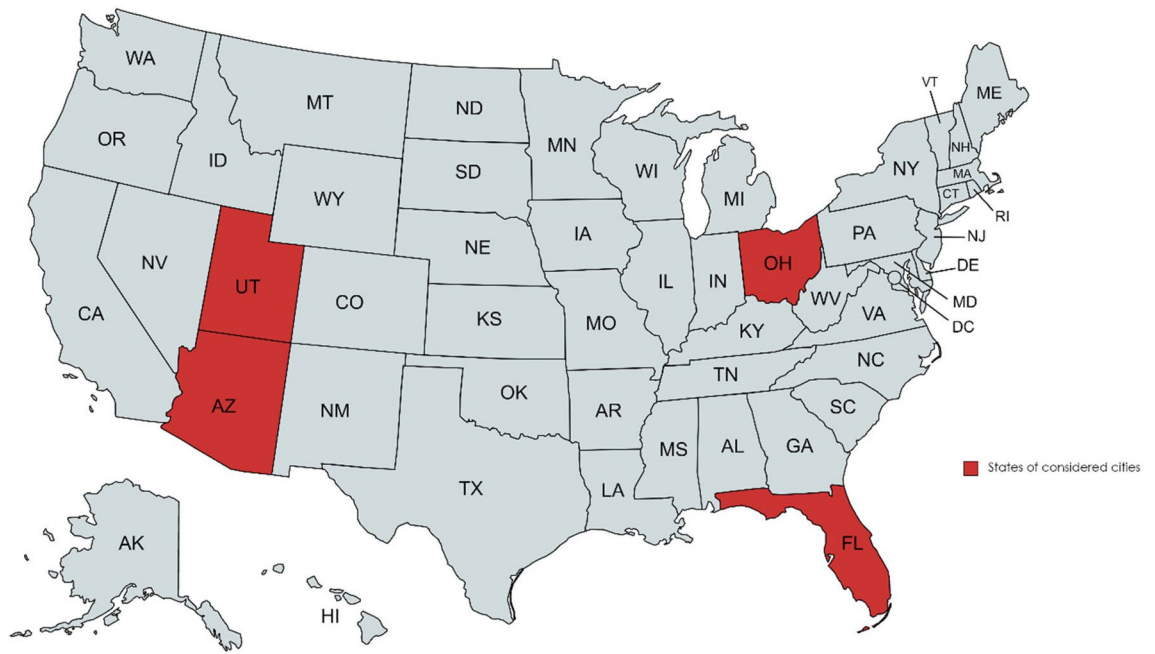 WA
MT
ND
MN
OR
ID
SD
WI
WY
MI
NY
VT
ME
NH
MA
CT
RI
NV
UT
CO
NE
IA
IL
IN
OH
PA
NJ
DE
MD
DC
WV
VA
CA
KS
MO
KY
AZ
NM
OK
AR
TN
NC
SC
MS
AL
GA
TX
LA
FL
AK
HI
States of considered cities